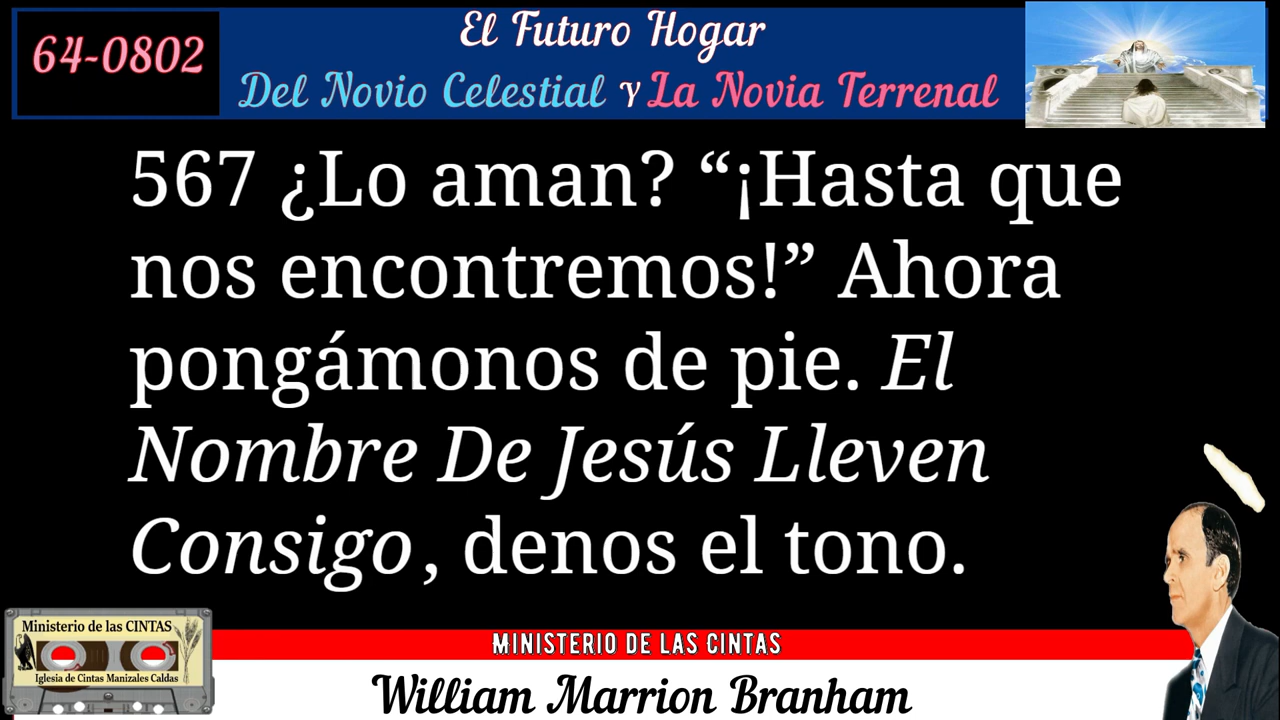 64-0802
El Futuro Hogar
Del Novio Celestial Y La Novia Terrenal
567 ¿Lo aman? “¡Hasta que
nos encontremos!” Ahora
pongámonos de pie. El
Nombre De Jesús Lleven
Consigo, denos el tono.
Ministerio de las CINTAS
Iglesia de Cintas Manizales Caldas
MINISTERIO DE LAS CINTAS
William Marrion Branham